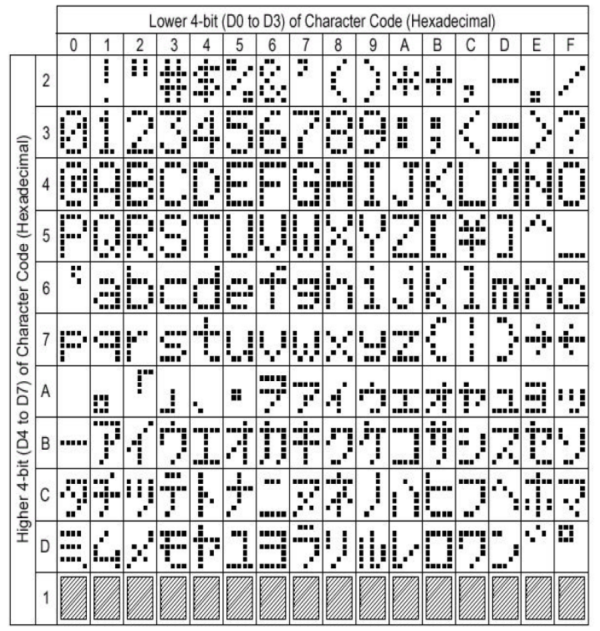 Lower 4-bit (D0 to D3) of Character Code (Hexadecimal)
0 1 2 3 4 5 6 7 8 9 A B C D E F
Higher 4-bit (D4 to D7) of Character Code (Hexadecimal)
2 ! " # $ % & ' ( ) * + , - . /
3 0 1 2 3 4 5 6 7 8 9 : ; < = > ?
4 @ A B C D E F G H I J K L M N O
5 P Q R S T U V W X Y Z [ ¥ ] ^ _
6 ` a b c d e f g h i j k l m n o
7 p q r s t u v w x y z { | } → ←
A 。 「 」 、 ・ ヲ ァ ィ ゥ ェ ォ ャ ュ ョ ッ
B ー ア イ ウ エ オ カ キ ク ケ コ サ シ ス セ ソ
C タ チ ツ テ ト ナ ニ ヌ ネ ノ ハ ヒ フ ヘ ホ マ
D ミ ム メ モ ヤ ユ ヨ ラ リ ル レ ロ ワ ン ゛ ゜
1